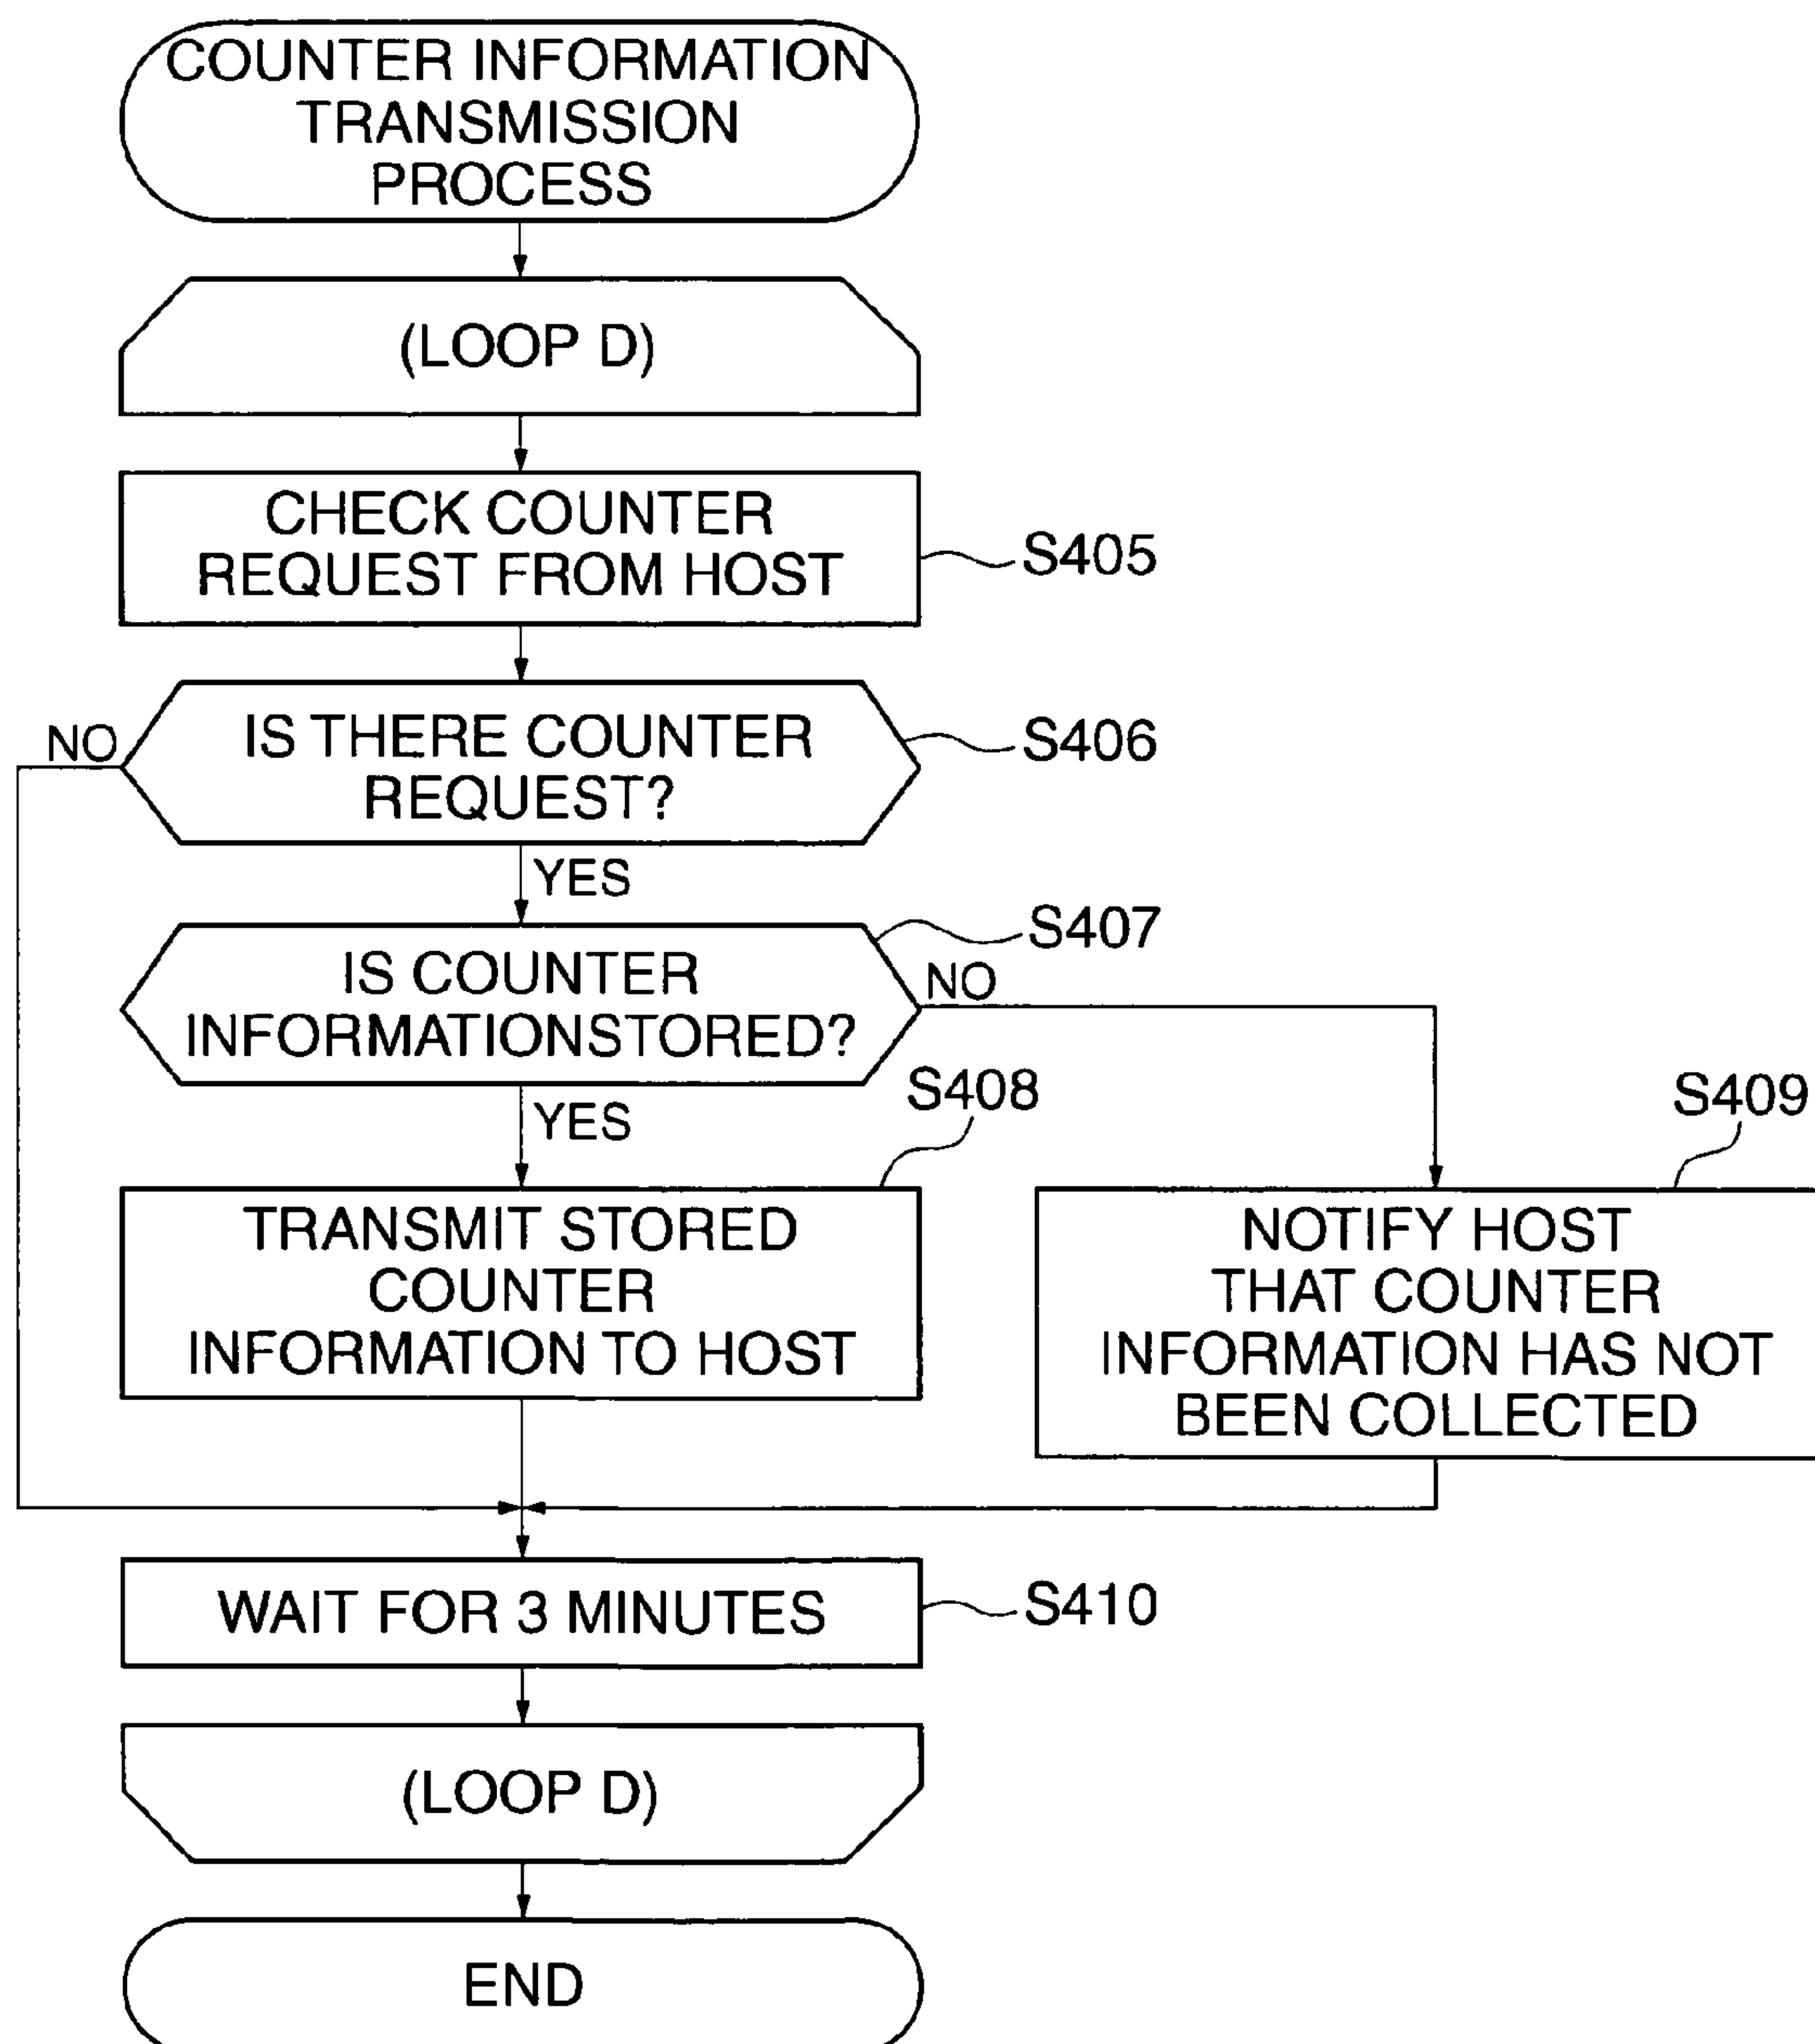 COUNTER INFORMATION
TRANSMISSION
PROCESS
(LOOP D)
CHECK COUNTER
REQUEST FROM HOST
S405
NO
IS THERE COUNTER
REQUEST?
S406
YES
S407
IS COUNTER
INFORMATIONSTORED?
NO
YES
S408
S409
TRANSMIT STORED
COUNTER
INFORMATION TO HOST
NOTIFY HOST
THAT COUNTER
INFORMATION HAS NOT
BEEN COLLECTED
WAIT FOR 3 MINUTES
S410
(LOOP D)
END